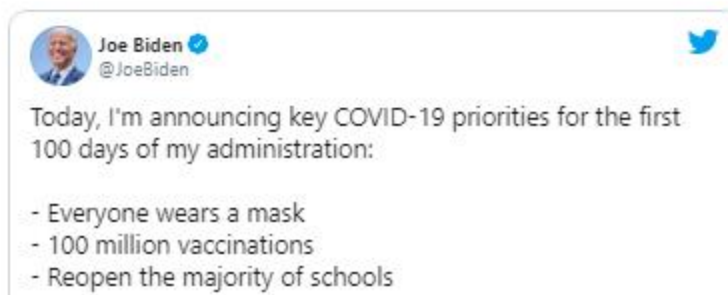 Joe Biden
@JoeBiden
Today, I'm announcing key COVID-19 priorities for the first
100 days of my administration:
- Everyone wears a mask
- 100 million vaccinations
- Reopen the majority of schools